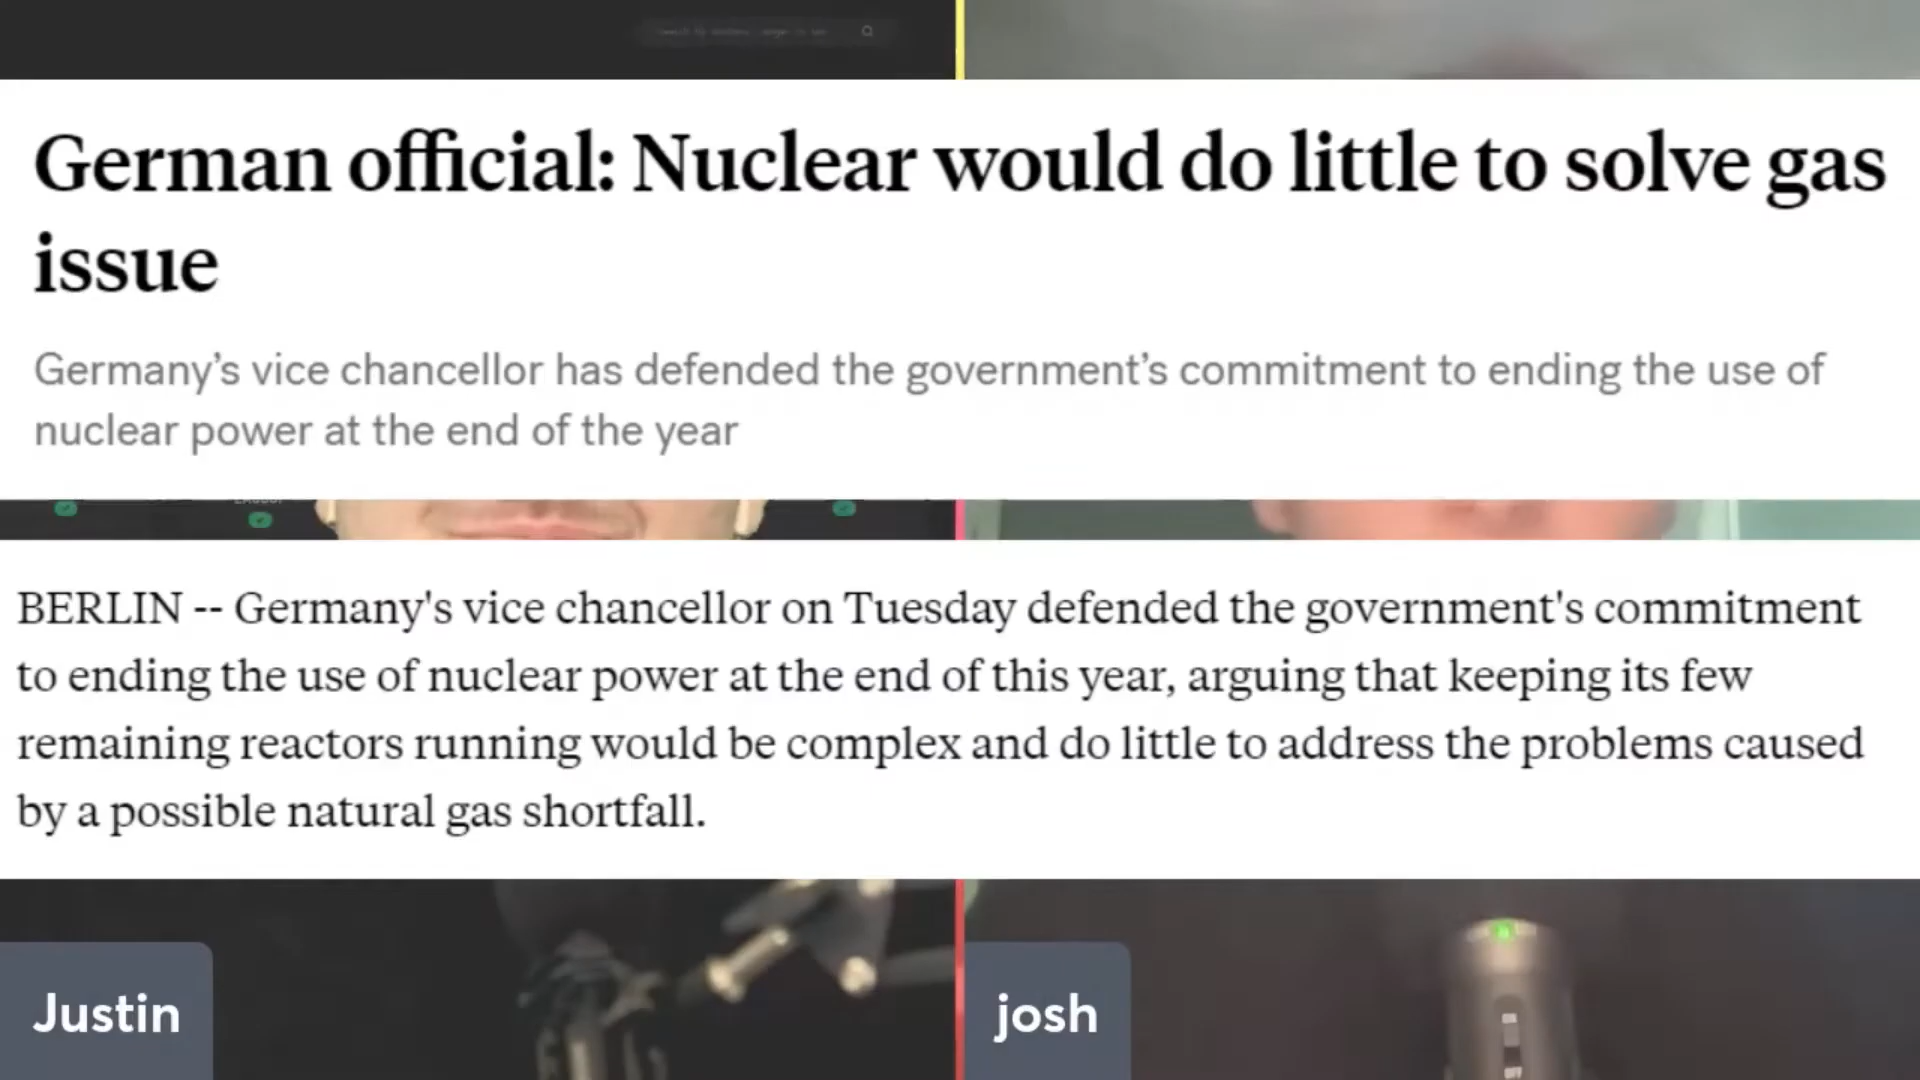 German official: Nuclear would do little to solve gas
issue
Germany’s vice chancellor has defended the government’s commitment to ending the use of
nuclear power at the end of the year
BERLIN -- Germany's vice chancellor on Tuesday defended the government's commitment
to ending the use of nuclear power at the end of this year, arguing that keeping its few
remaining reactors running would be complex and do little to address the problems caused
by a possible natural gas shortfall.
Justin
josh